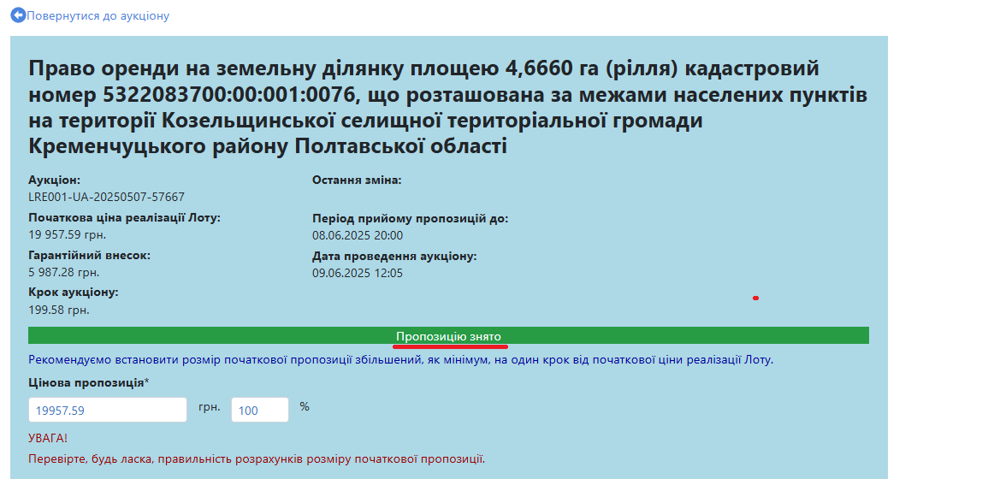 Повернутися до аукціону
Право оренди на земельну ділянку площею 4,6660 га (рілля) кадастровий
номер 5322083700:00:001:0076, що розташована за межами населених пунктів
на території Козельщинської селищної територіальної громади
Кременчуцького району Полтавської області
Аукціон:
LRE001-UA-20250507-57667
Остання зміна:
Початкова ціна реалізації Лоту:
19 957.59 грн.
Період прийому пропозицій до:
08.06.2025 20:00
Гарантійний внесок:
5 987.28 грн.
Дата проведення аукціону:
09.06.2025 12:05
Крок аукціону:
199.58 грн.
Пропозицію знято
Рекомендуємо встановити розмір початкової пропозиції збільшений, як мінімум, на один крок від початкової ціни реалізації Лоту.
Цінова пропозиція*
19957.59 грн. 100 %
УВАГА!
Перевірте, будь ласка, правильність розрахунків розміру початкової пропозиції.